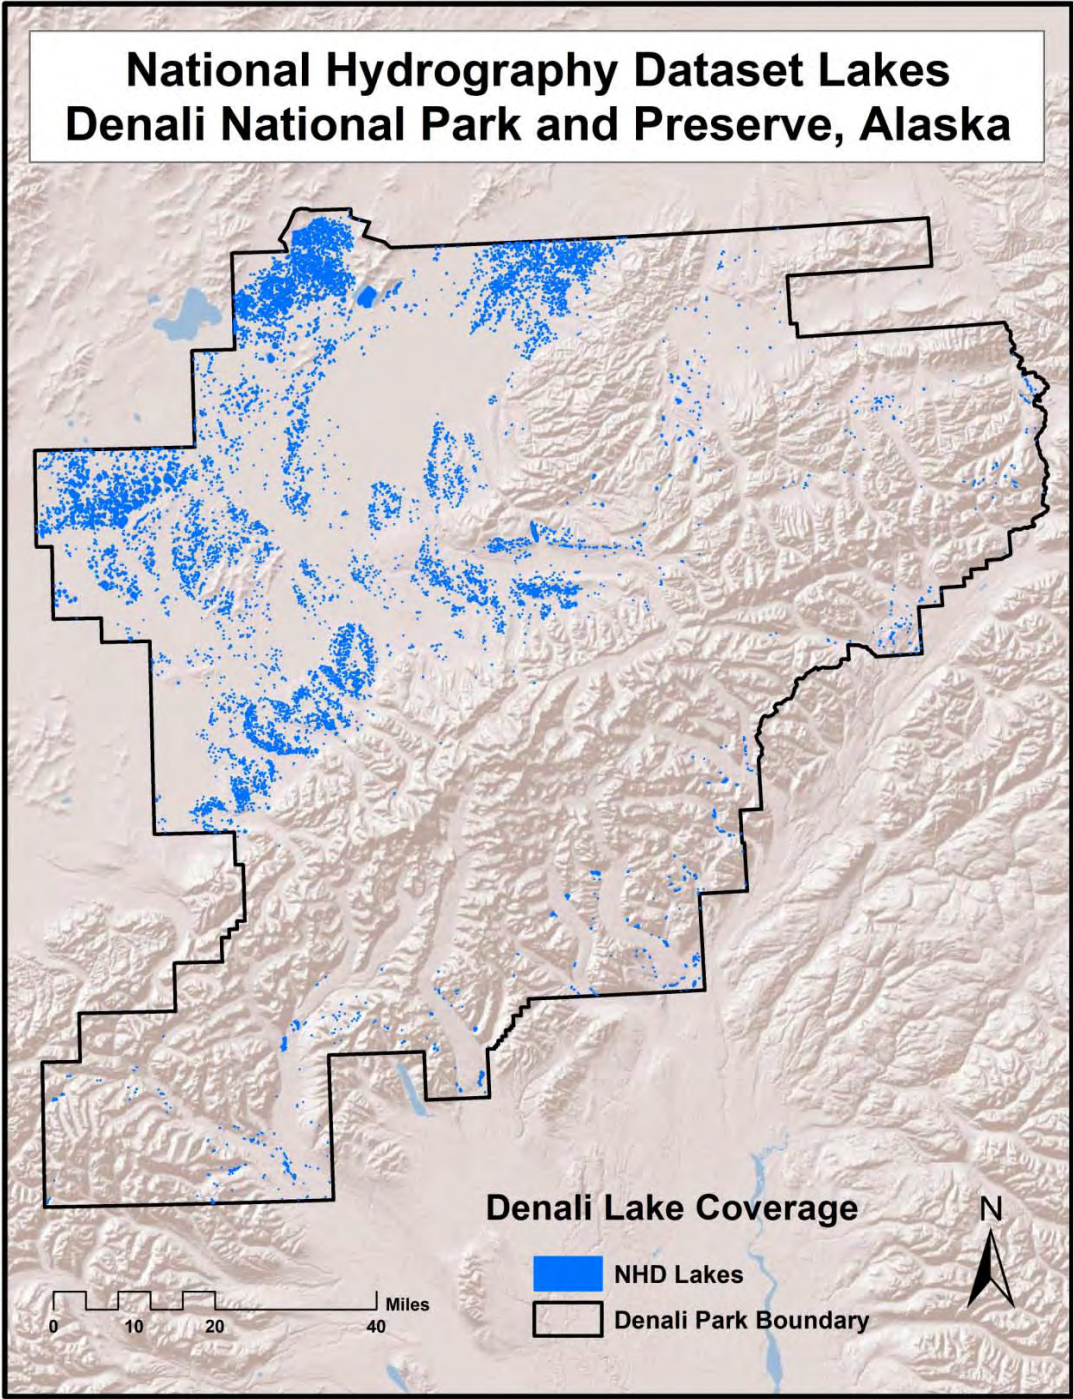 National Hydrography Dataset Lakes
Denali National Park and Preserve, Alaska
Denali Lake Coverage
N
NHD Lakes
Denali Park Boundary
Miles
0 10 20 40